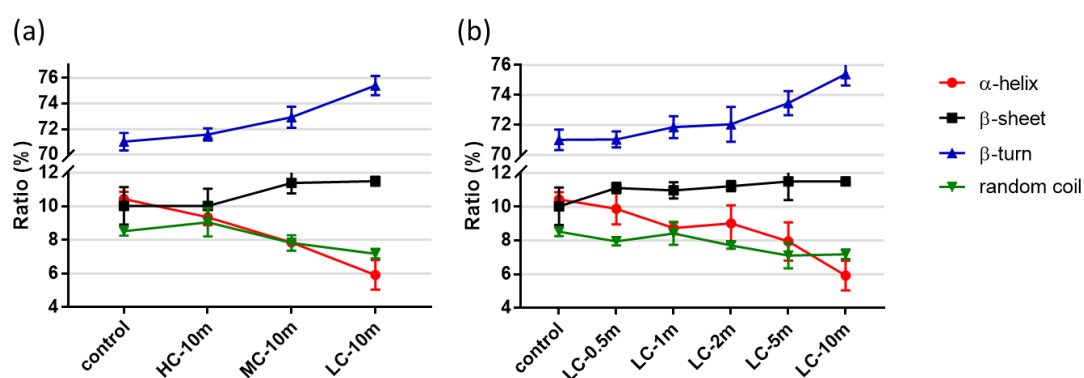 (a)
(b)
Ratio (%)
76
74
72
70
12
10
8
6
4
control
HC-10m
MC-10m
LC-10m
Ratio (%)
76
74
72
70
12
10
8
6
4
control
LC-0.5m
LC-1m
LC-2m
LC-5m
LC-10m
α-helix
β-sheet
β-turn
random coil